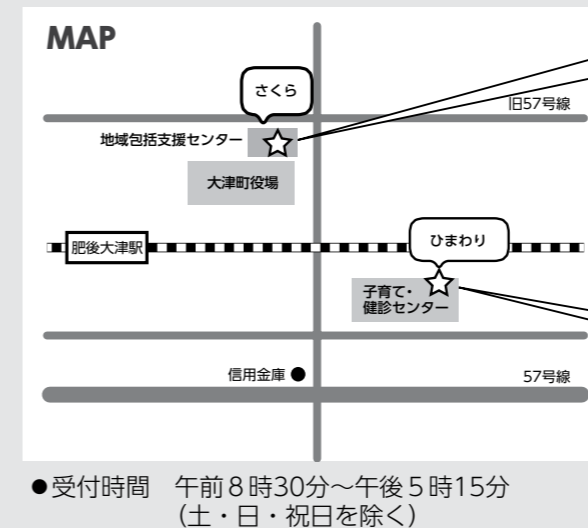 MAP
さくら
旧57号線
地域包括支援センター
大津町役場
肥後大津駅
ひまわり
子育て・
健診センター
信用金庫●
57号線
●受付時間　午前8時30分～午後5時15分
（土・日・祝日を除く）